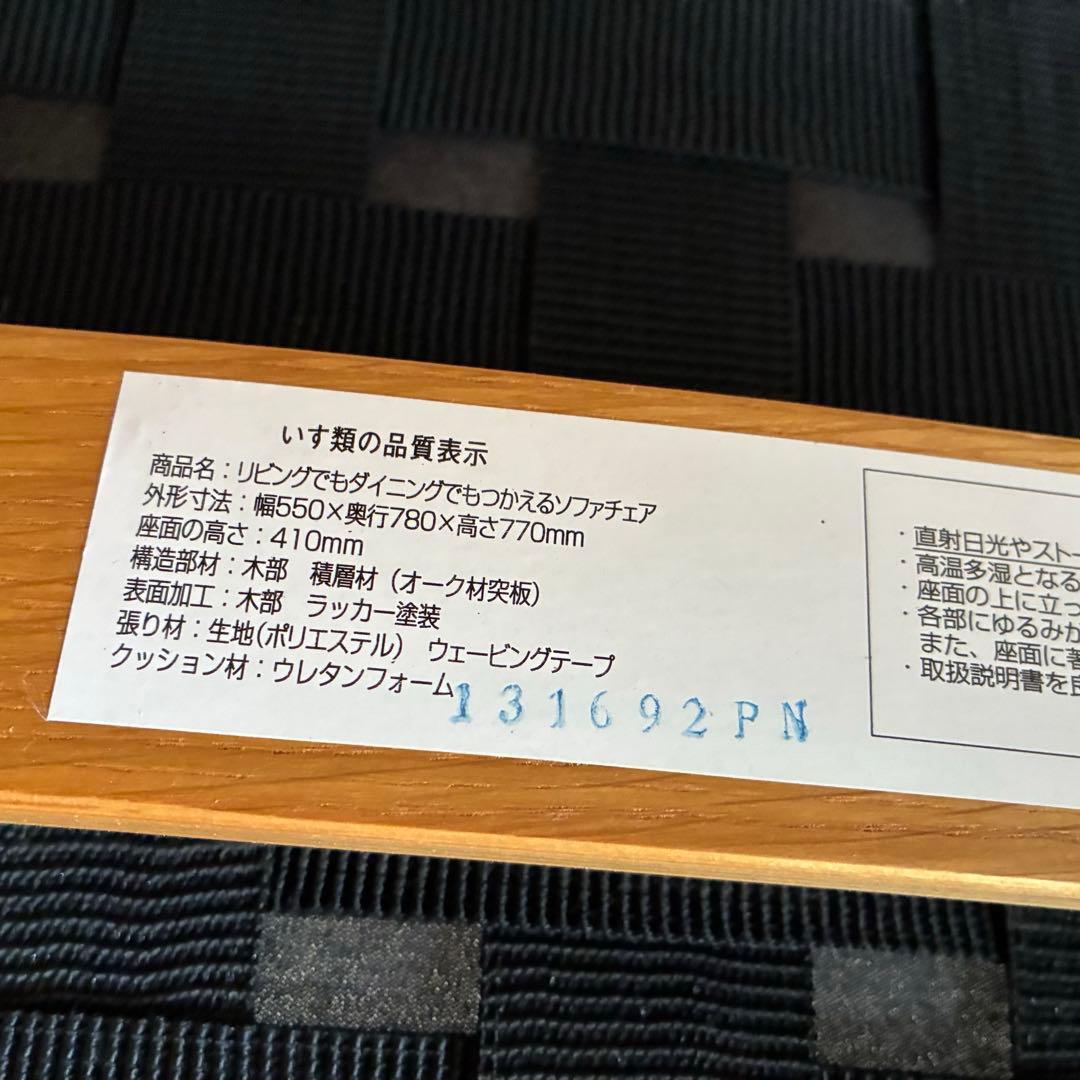 いす類の品質表示
商品名：リビングでもダイニングでもつかえるソファチェア
外形寸法：幅550×奥行780×高さ770mm
座面の高さ：410mm
構造部材：木部　積層材（オーク材突板）
表面加工：木部　ラッカー塗装
張り材：生地（ポリエステル）　ウェービングテープ
クッション材：ウレタンフォーム
131692PN
・直射日光やストー
・高温多湿となる
・座面の上に立っ
・各部にゆるみが
また、座面に著
・取扱説明書を良